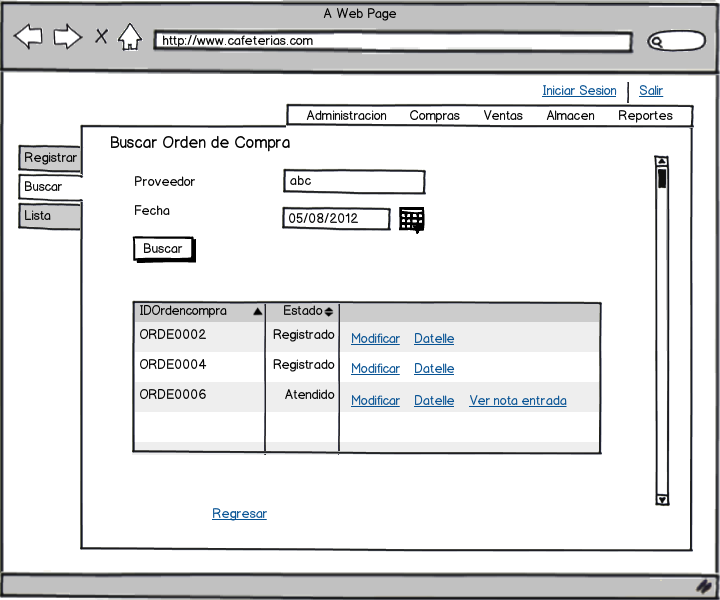 A Web Page
http://www.cafeterias.com
Iniciar Sesion Salir
Administracion Compras Ventas Almacen Reportes
Buscar Orden de Compra
Registrar
Buscar
Lista
Proveedor abc
Fecha 05/08/2012
Buscar
IDOrdencompra Estado
ORDE0002 Registrado Modificar Datelle
ORDE0004 Registrado Modificar Datelle
ORDE0006 Atendido Modificar Datelle Ver nota entrada
Regresar